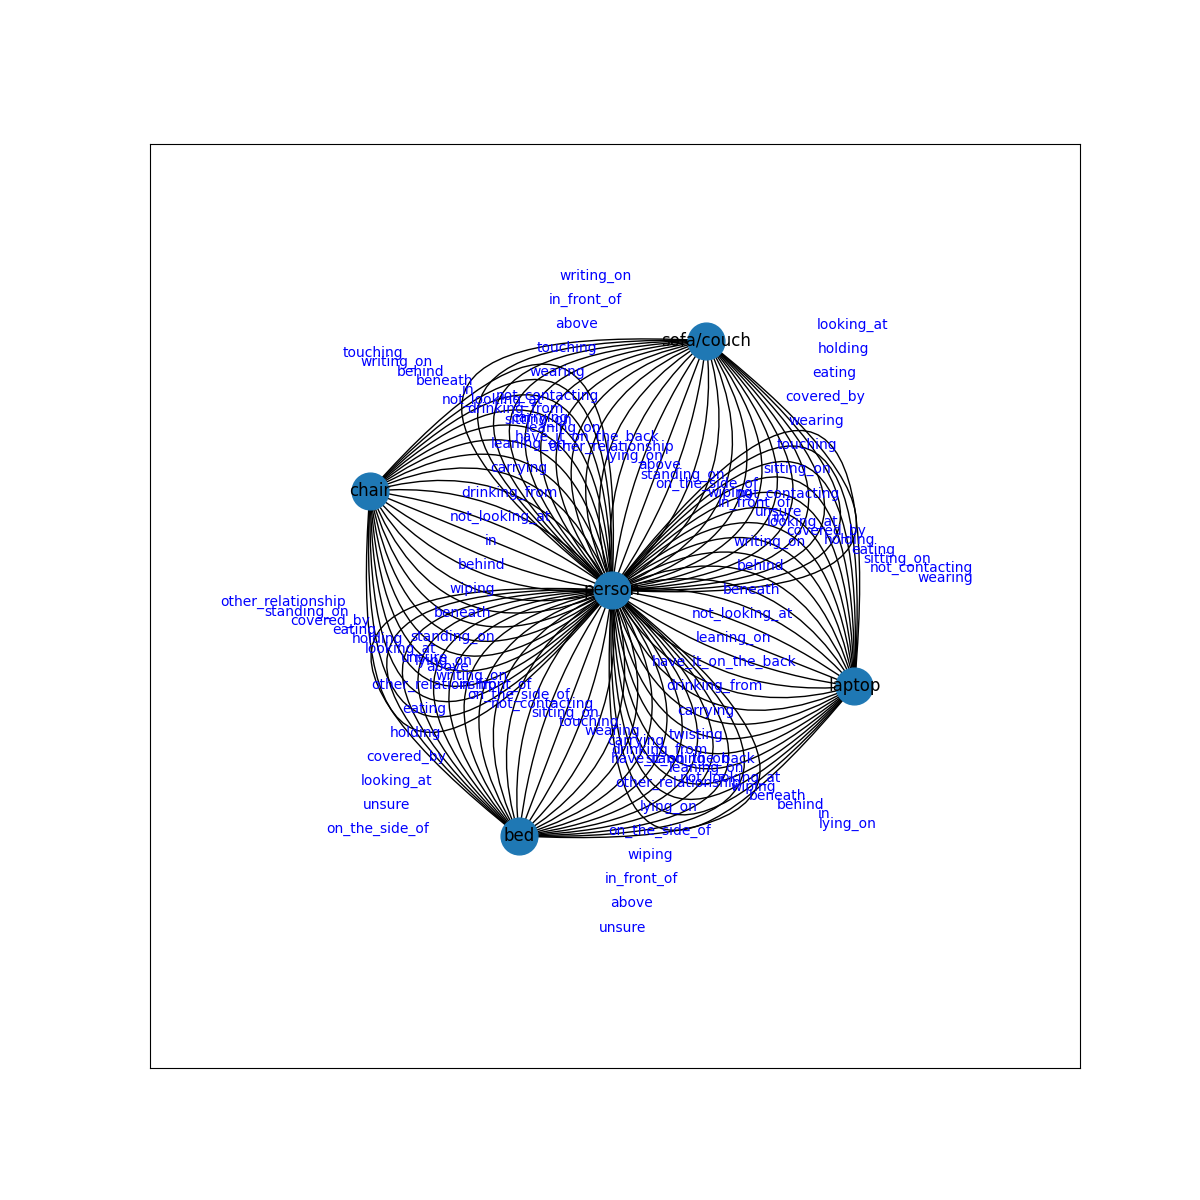 writing_on
in_front_of
above
looking_at
sofa/couch
touching
holding
touching
writing_on
behind
wearing
eating
beneath
in
not_contacting
covered_by
not_looking_at
drinking_from
carrying
sitting_on
wearing
leaning_on
have_it_on_the_back
touching
leaning_on
other_relationship
lying_on
above
carrying
standing_on
sitting_on
on_the_side_of
chair
drinking_from
wiping
not_contacting
in_front_of
unsure
not_looking_at
in
looking_at
covered_by
in
writing_on
holding
eating
behind
behind
sitting_on
not_contacting
wearing
wiping
person
beneath
other_relationship
standing_on
beneath
not_looking_at
covered_by
eating
standing_on
leaning_on
holding
looking_at
unsure
lying_on
have_it_on_the_back
above
writing_on
other_relationship
in_front_of
drinking_from
laptop
on_the_side_of
not_contacting
eating
sitting_on
carrying
touching
holding
wearing
twisting
carrying
drinking_from
covered_by
have_it_on_the_back
standing_on
leaning_on
looking_at
not_looking_at
other_relationship
wiping
beneath
unsure
lying_on
behind
in
on_the_side_of
bed
on_the_side_of
lying_on
wiping
in_front_of
above
unsure